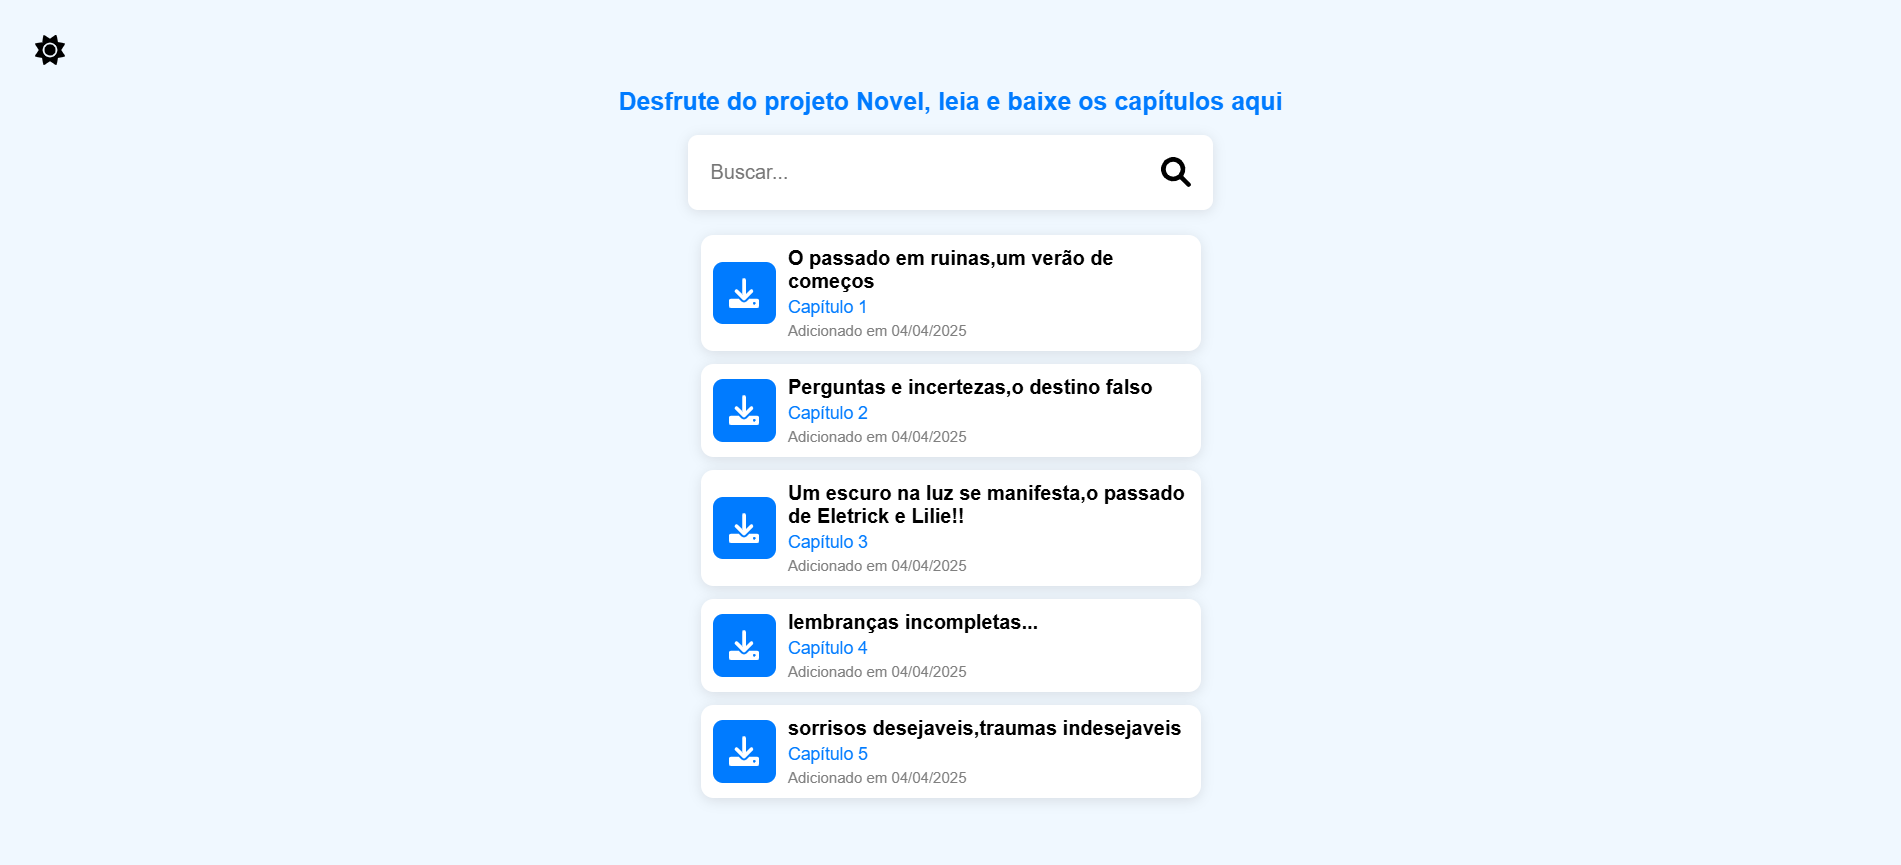 Desfrute do projeto Novel, leia e baixe os capítulos aqui
Buscar...
O passado em ruinas,um verão de
começos
Capítulo 1
Adicionado em 04/04/2025
Perguntas e incertezas,o destino falso
Capítulo 2
Adicionado em 04/04/2025
Um escuro na luz se manifesta,o passado
de Eletrick e Lilie!!
Capítulo 3
Adicionado em 04/04/2025
lembranças incompletas...
Capítulo 4
Adicionado em 04/04/2025
sorrisos desejaveis,traumas indesejaveis
Capítulo 5
Adicionado em 04/04/2025